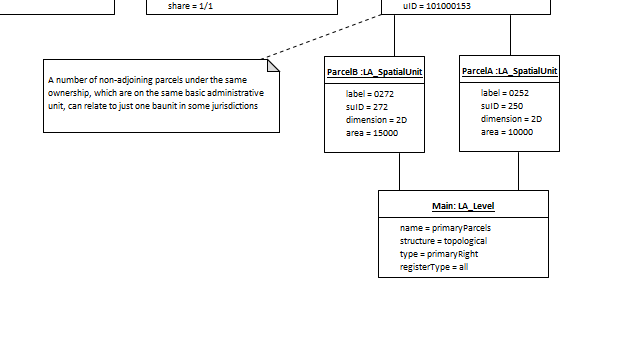 share = 1/1
uID = 101000153
A number of non-adjoining parcels under the same
ownership, which are on the same basic administrative
unit, can relate to just one baunit in some jurisdictions
ParcelB :LA_SpatialUnit
label = 0272
suID = 272
dimension = 2D
area = 15000
ParcelA :LA_SpatialUnit
label = 0252
suID = 250
dimension = 2D
area = 10000
Main: LA_Level
name = primaryParcels
structure = topological
type = primaryRight
registerType = all